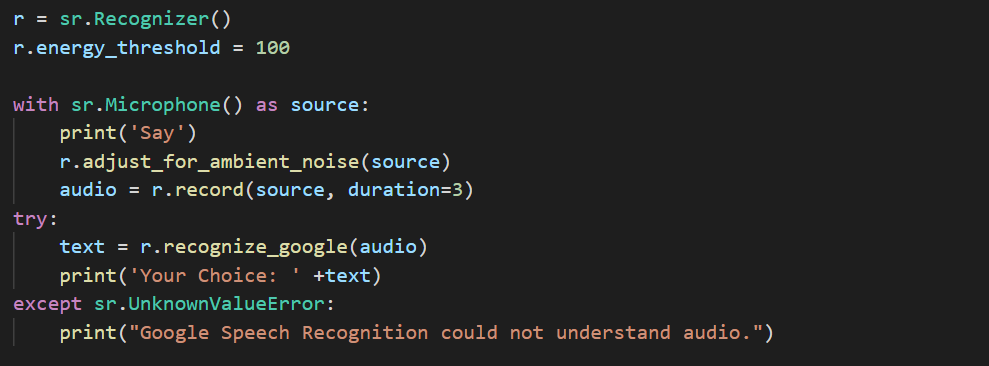 r = sr.Recognizer()
r.energy_threshold = 100

with sr.Microphone() as source:
    print('Say')
    r.adjust_for_ambient_noise(source)
    audio = r.record(source, duration=3)
try:
    text = r.recognize_google(audio)
    print('Your Choice: ' +text)
except sr.UnknownValueError:
    print("Google Speech Recognition could not understand audio.")